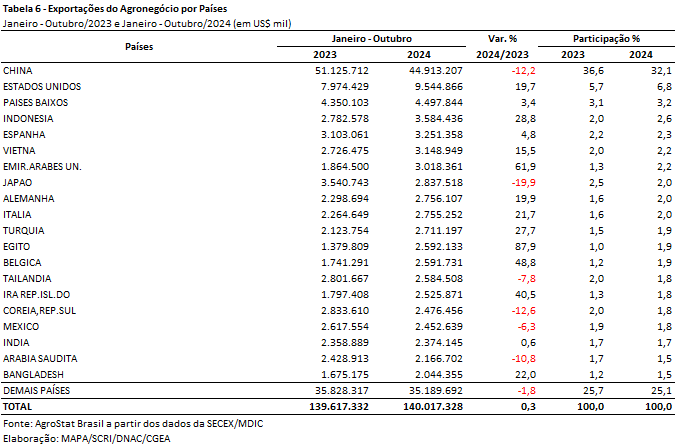 Tabela 6 - Exportações do Agronegócio por Países
Janeiro - Outubro/2023 e Janeiro - Outubro/2024 (em US$ mil)
Países Janeiro - Outubro Var. % Participação %
2023 2024 2024/2023 2023 2024
CHINA 51.125.712 44.913.207 -12,2 36,6 32,1
ESTADOS UNIDOS 7.974.429 9.544.866 19,7 5,7 6,8
PAISES BAIXOS 4.350.103 4.497.844 3,4 3,1 3,2
INDONESIA 2.782.578 3.584.436 28,8 2,0 2,6
ESPANHA 3.103.061 3.251.358 4,8 2,2 2,3
VIETNA 2.726.475 3.148.949 15,5 2,0 2,2
EMIR.ARABES UN. 1.864.500 3.018.361 61,9 1,3 2,2
JAPAO 3.540.743 2.837.518 -19,9 2,5 2,0
ALEMANHA 2.298.694 2.756.107 19,9 1,6 2,0
ITALIA 2.264.649 2.755.252 21,7 1,6 2,0
TURQUIA 2.123.754 2.711.197 27,7 1,5 1,9
EGITO 1.379.809 2.592.133 87,9 1,0 1,9
BELGICA 1.741.291 2.591.731 48,8 1,2 1,9
TAILANDIA 2.801.667 2.584.508 -7,8 2,0 1,8
IRA REP.ISL.DO 1.797.408 2.525.871 40,5 1,3 1,8
COREIA,REP.SUL 2.833.610 2.476.456 -12,6 2,0 1,8
MEXICO 2.617.554 2.452.639 -6,3 1,9 1,8
INDIA 2.358.889 2.374.145 0,6 1,7 1,7
ARABIA SAUDITA 2.428.913 2.166.702 -10,8 1,7 1,5
BANGLADESH 1.675.175 2.044.355 22,0 1,2 1,5
DEMAIS PAÍSES 35.828.317 35.189.692 -1,8 25,7 25,1
TOTAL 139.617.332 140.017.328 0,3 100,0 100,0
Fonte: AgroStat Brasil a partir dos dados da SECEX/MDIC
Elaboração: MAPA/SCRI/DNAC/CGEA